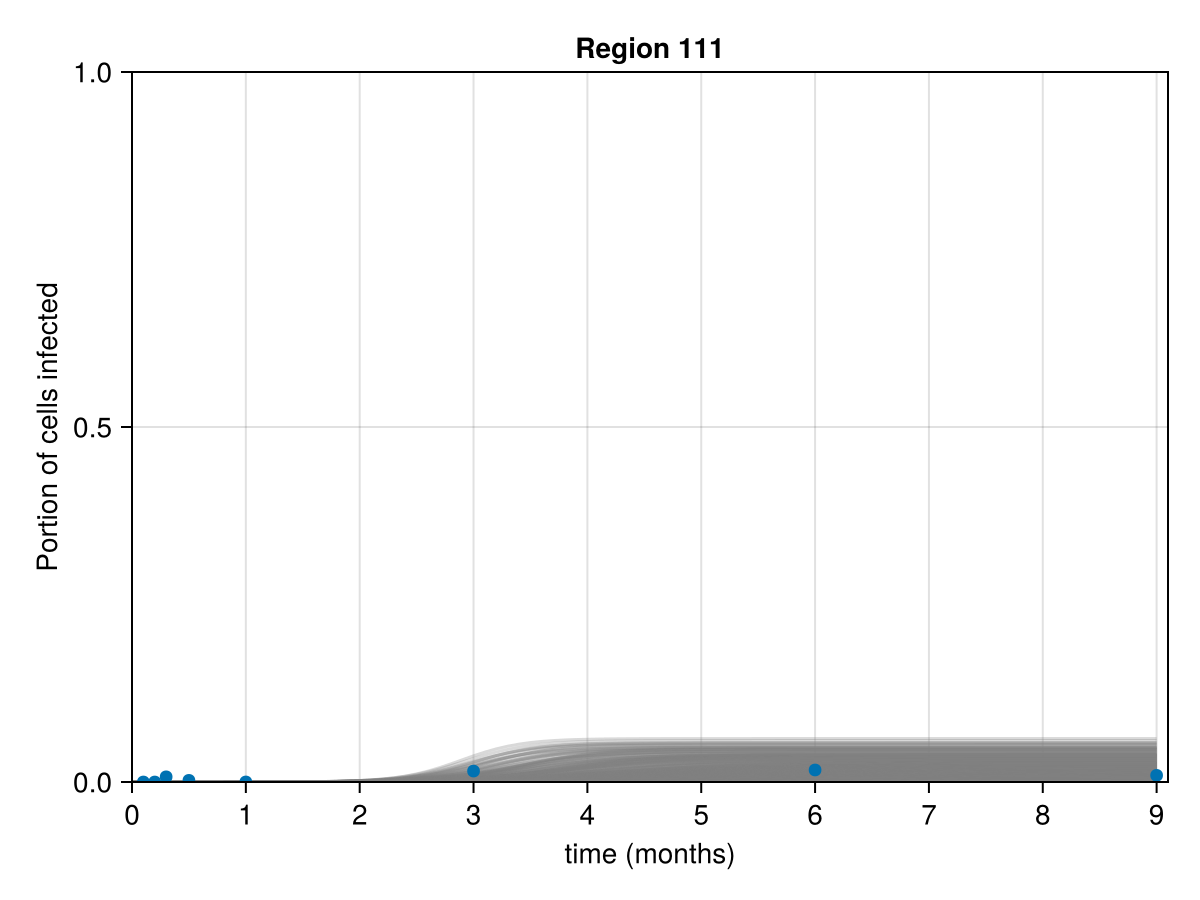 Region 111
Portion of cells infected
1.0
0.5
0.0
0 1 2 3 4 5 6 7 8 9
time (months)